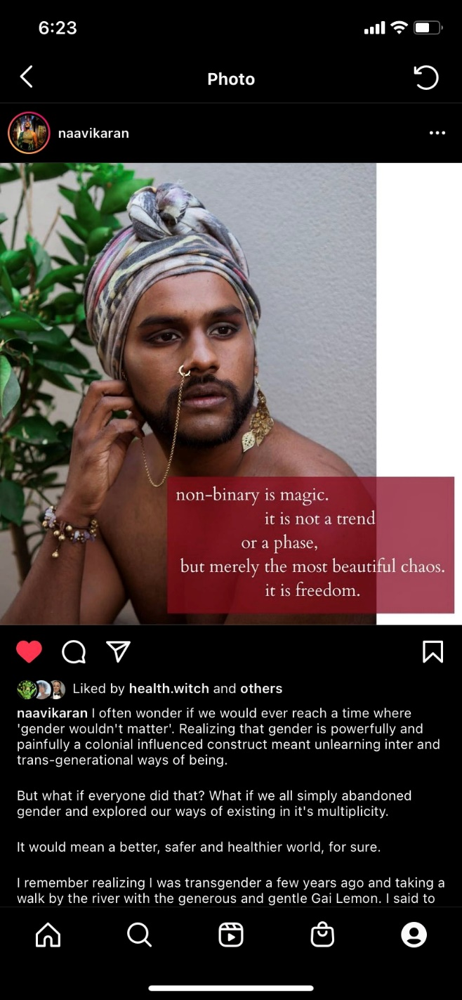 6:23
Photo
naavikaran
non-binary is magic.
it is not a trend
or a phase,
but merely the most beautiful chaos.
it is freedom.
Liked by health.witch and others
naavikaran I often wonder if we would ever reach a time where
'gender wouldn't matter'. Realizing that gender is powerfully and
painfully a colonial influenced construct meant unlearning inter and
trans-generational ways of being.
But what if everyone did that? What if we all simply abandoned
gender and explored our ways of existing in it's multiplicity.
It would mean a better, safer and healthier world, for sure.
I remember realizing I was transgender a few years ago and taking a
walk by the river with the generous and gentle Gai Lemon. I said to